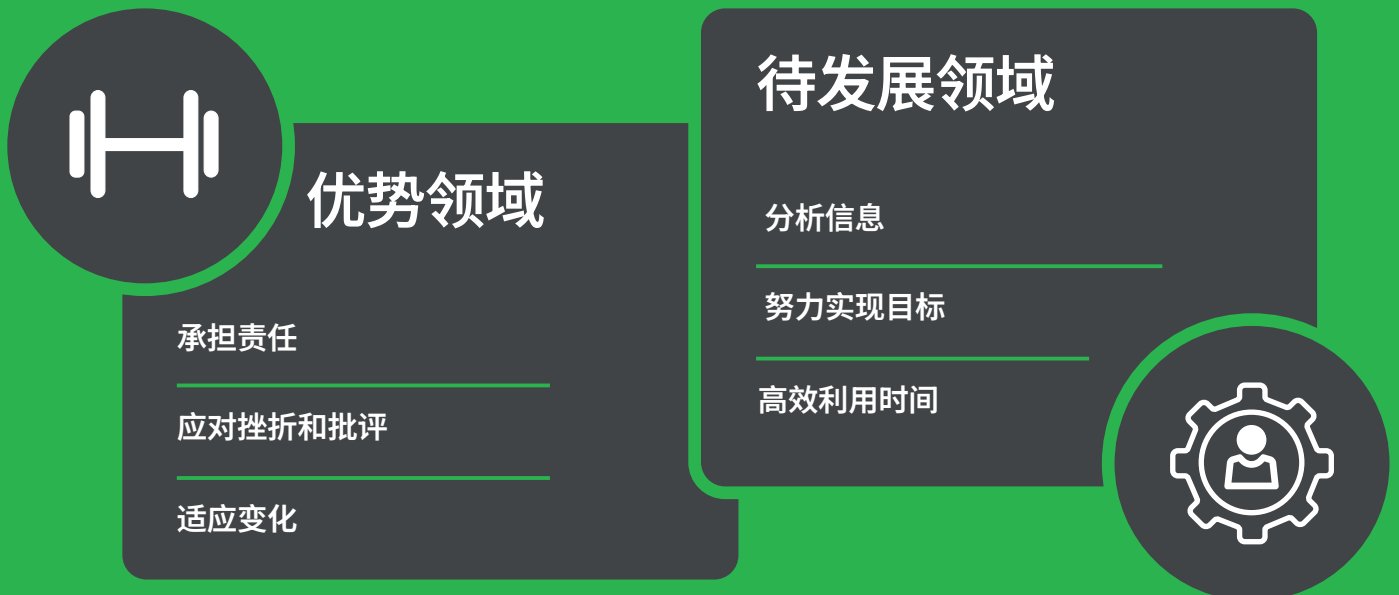 优势领域
承担责任
应对挫折和批评
适应变化
待发展领域
分析信息
努力实现目标
高效利用时间